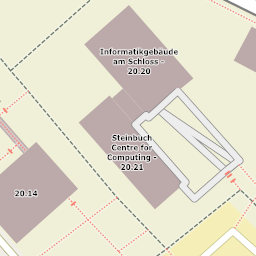 Informatikgebäude
am Schloss -
20.20
Steinbuch
Centre for
Computing -
20.21
20.14